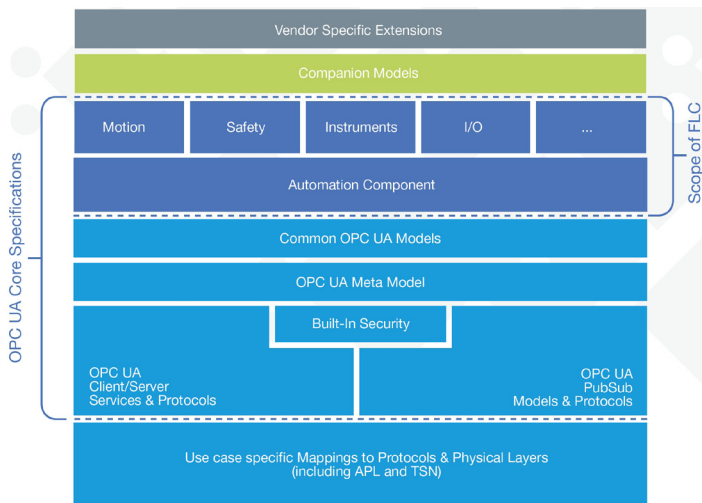 Vendor Specific Extensions
Companion Models
Motion
Safety
Instruments
I/O
...
Automation Component
Common OPC UA Models
OPC UA Meta Model
Built-In Security
OPC UA
Client/Server
Services & Protocols
OPC UA
PubSub
Models & Protocols
Use case specific Mappings to Protocols & Physical Layers
(including APL and TSN)
OPC UA Core Specifications
Scope of FLC